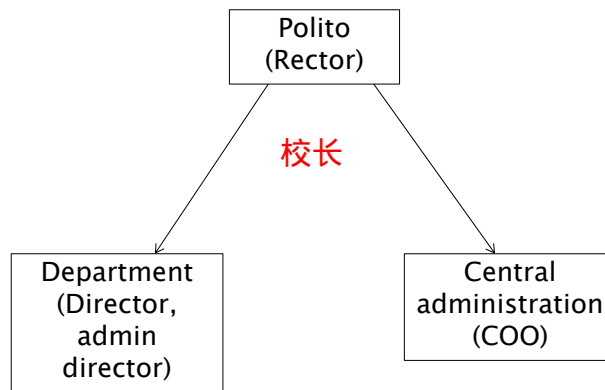 Polito
(Rector)
校长
Department
(Director,
admin
director)
Central
administration
(COO)